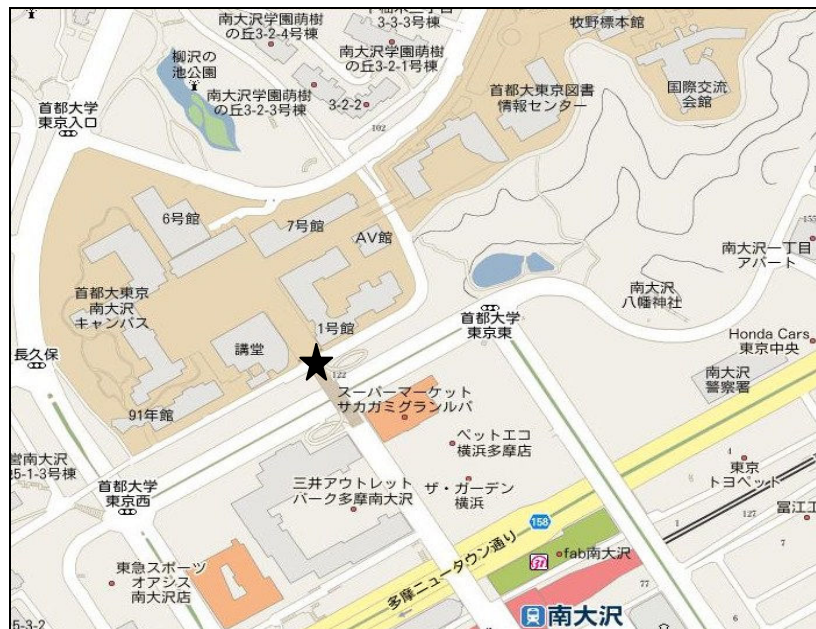 南大沢学園萌樹
の丘3-2-4号棟
3-3-3号棟
牧野標本館
柳沢の
池公園
南大沢学園萌樹
の丘3-2-1号棟
首都大東京図書
情報センター
国際交流
会館
南大沢学園萌樹
の丘3-2-3号棟
3-2-2
102
首都大学
東京入口
6号館
7号館
AV館
南大沢一丁目
アパート
首都大東京
南大沢
キャンパス
1号館
講堂
122
首都大学
東京東
南大沢
八幡神社
長久保
Honda Cars
東京中央
南大沢
警察署
スーパーマーケット
サカガミグランルパ
91年館
ペットエコ
横浜多摩店
営南大沢
25-1-3号棟
首都大学
東京西
三井アウトレット
パーク多摩南大沢
ザ・ガーデン
横浜
4
東京
トヨペット
158
1
127
冨江工
7
多摩ニュータウン通り
fab南大沢
東急スポーツ
オアシス
南大沢店
77
南大沢
6
5-3-2